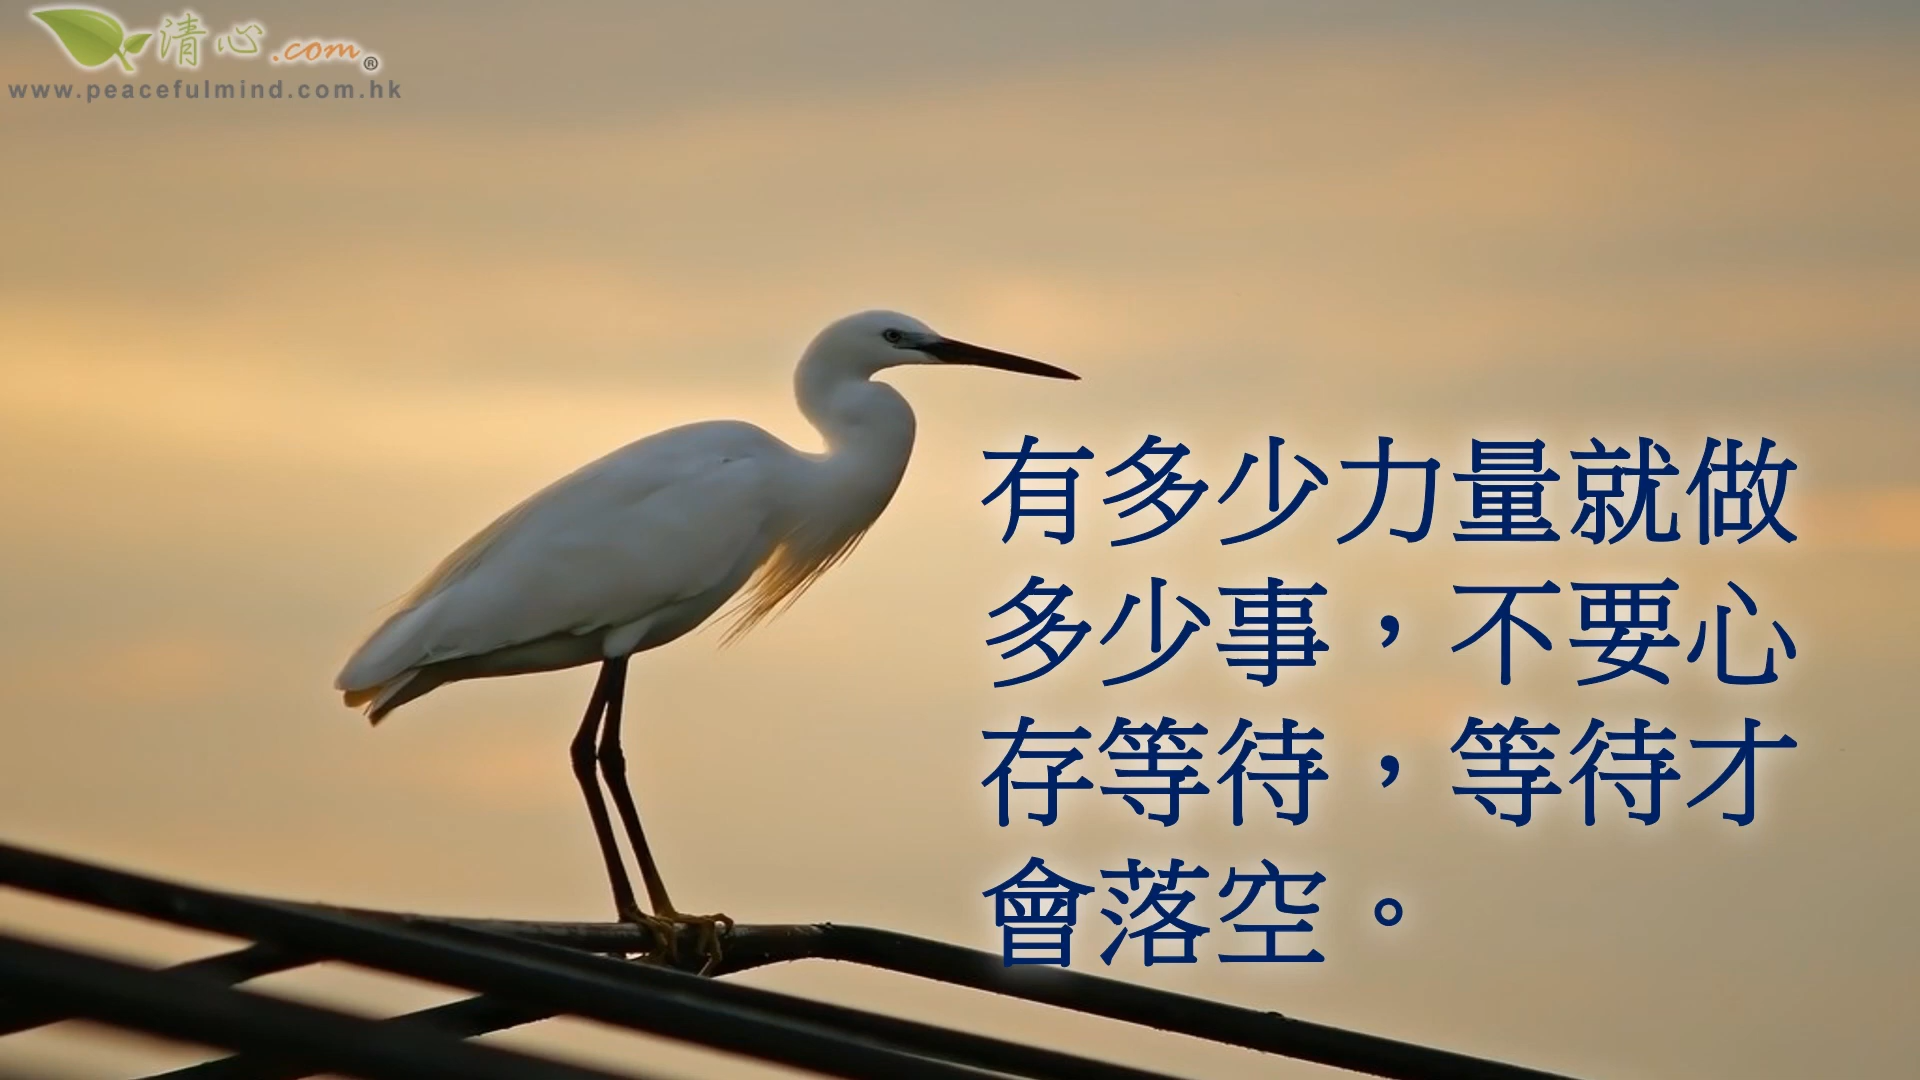 清心.com®
www.peacefulmind.com.hk
有多少力量就做
多少事，不要心
存等待，等待才
會落空。